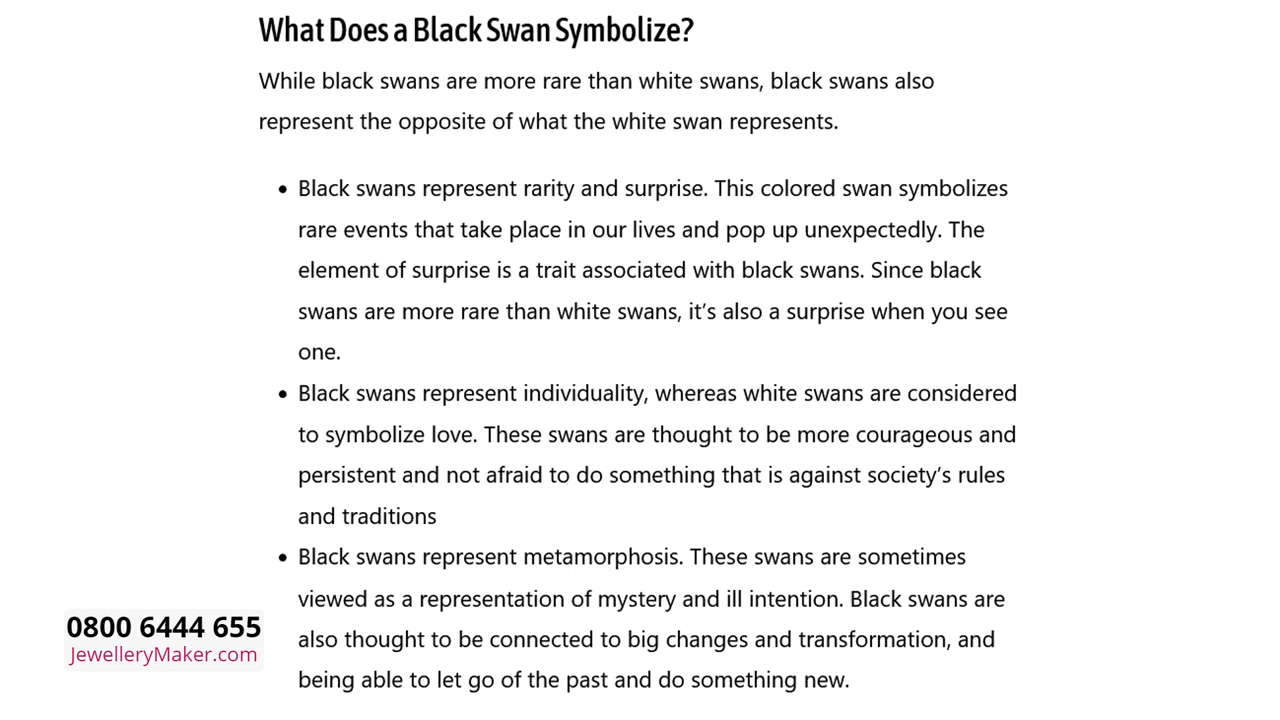 What Does a Black Swan Symbolize?
While black swans are more rare than white swans, black swans also
represent the opposite of what the white swan represents.
• Black swans represent rarity and surprise. This colored swan symbolizes
rare events that take place in our lives and pop up unexpectedly. The
element of surprise is a trait associated with black swans. Since black
swans are more rare than white swans, it’s also a surprise when you see
one.
• Black swans represent individuality, whereas white swans are considered
to symbolize love. These swans are thought to be more courageous and
persistent and not afraid to do something that is against society’s rules
and traditions
• Black swans represent metamorphosis. These swans are sometimes
viewed as a representation of mystery and ill intention. Black swans are
also thought to be connected to big changes and transformation, and
being able to let go of the past and do something new.
0800 6444 655
JewelleryMaker.com